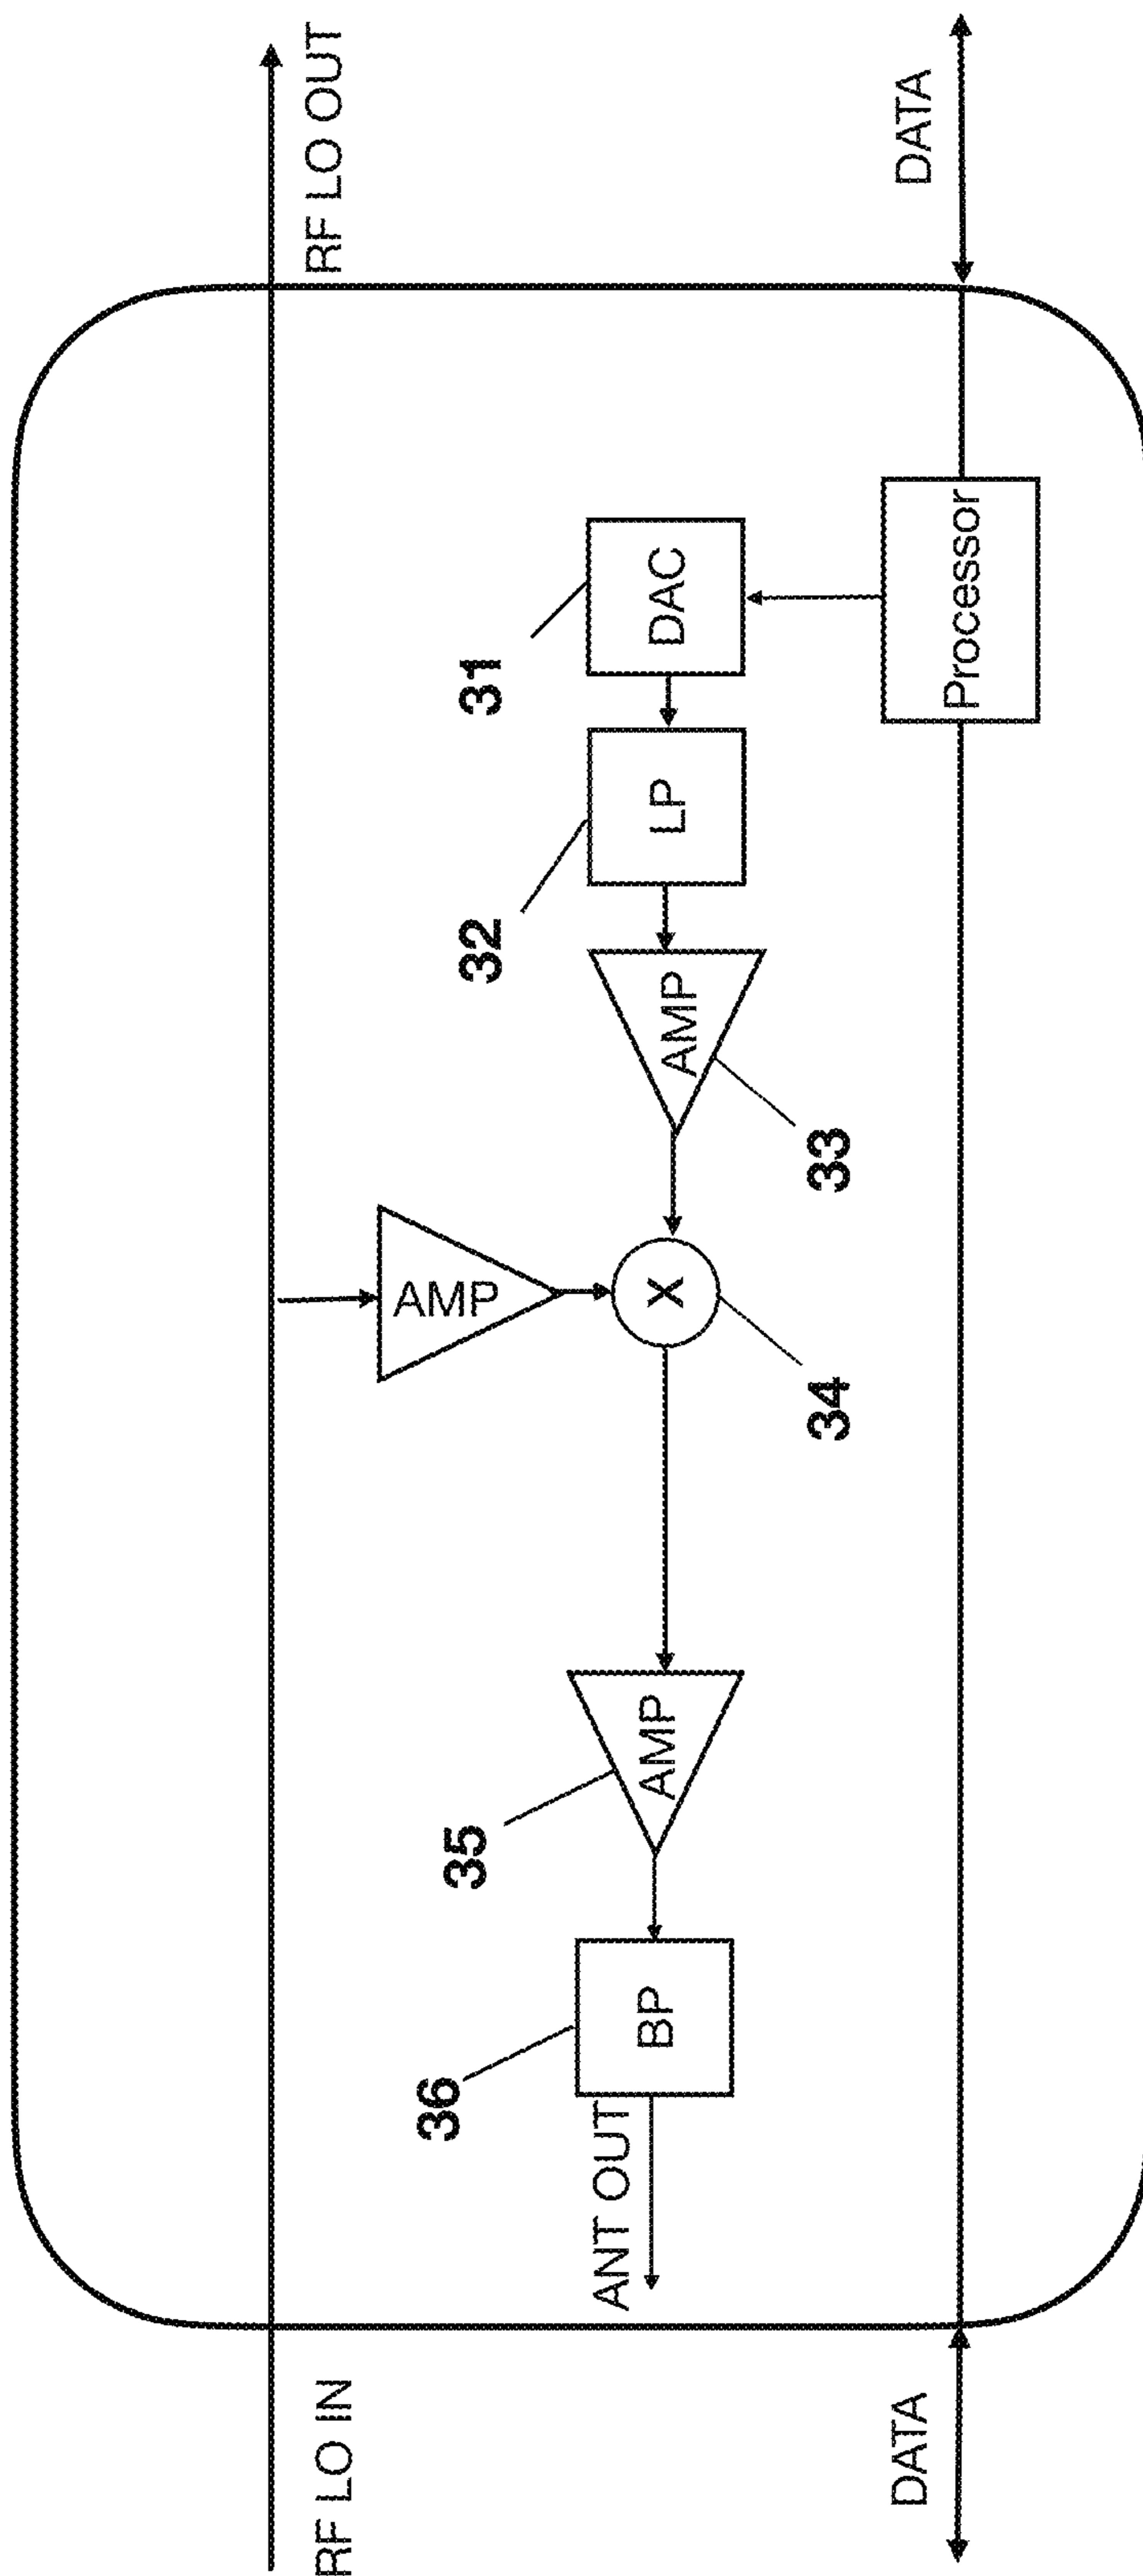 RF LO IN
RF LO OUT
AMP
36
35
32
31
ANT OUT
BP
AMP
X
AMP
LP
DAC
34
33
Processor
DATA
DATA